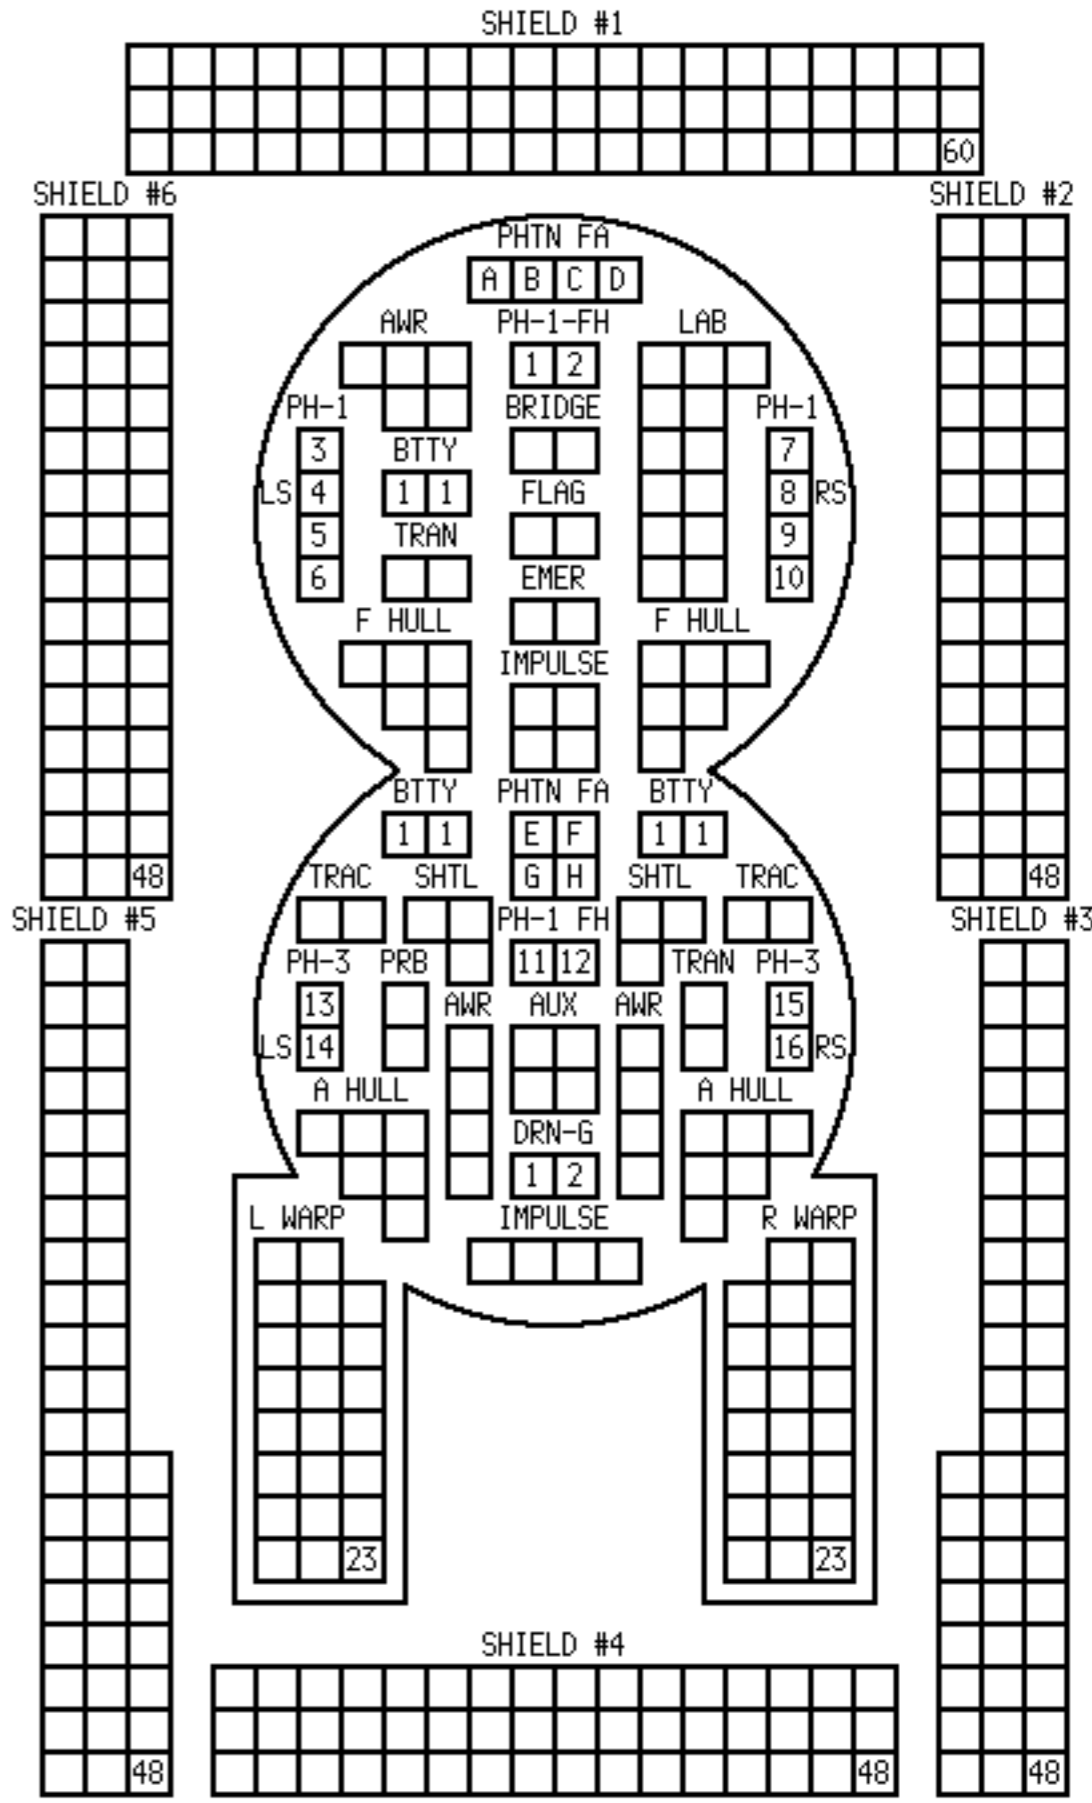 SHIELD #1
60
SHIELD #6
SHIELD #2
PHTN FA
A B C D
AWR PH-1-FH LAB
1 2
PH-1 BRIDGE PH-1
3 BTTY 7
LS 4 1 1 FLAG 8 RS
5 TRAN 9
6 EMER 10
F HULL F HULL
IMPULSE
BTTY PHTN FA BTTY
1 1 E F 1 1
48 TRAC SHTL G H SHTL TRAC 48
SHIELD #5 PH-1 FH SHIELD #3
PH-3 PRB 11 12 TRAN PH-3
13 AWR AUX AWR 15
LS 14 16 RS
A HULL A HULL
DRN-G
1 2
L WARP IMPULSE R WARP
23 23
SHIELD #4
48 48 48